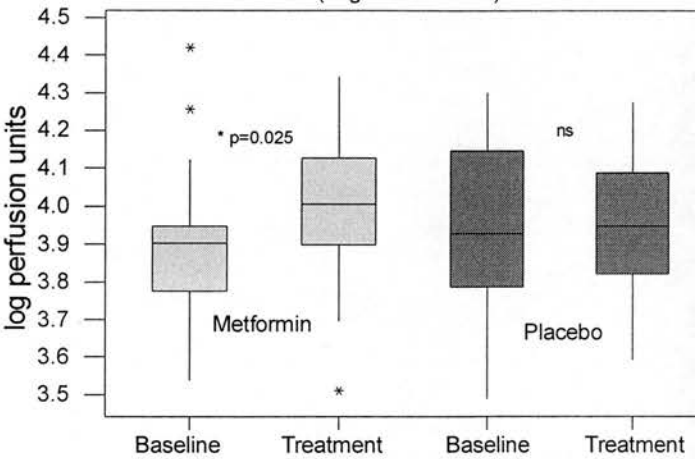 log perfusion units
4.5
4.4
4.3
4.2
4.1
4.0
3.9
3.8
3.7
3.6
3.5
* p=0.025
ns
Metformin
Placebo
Baseline Treatment Baseline Treatment